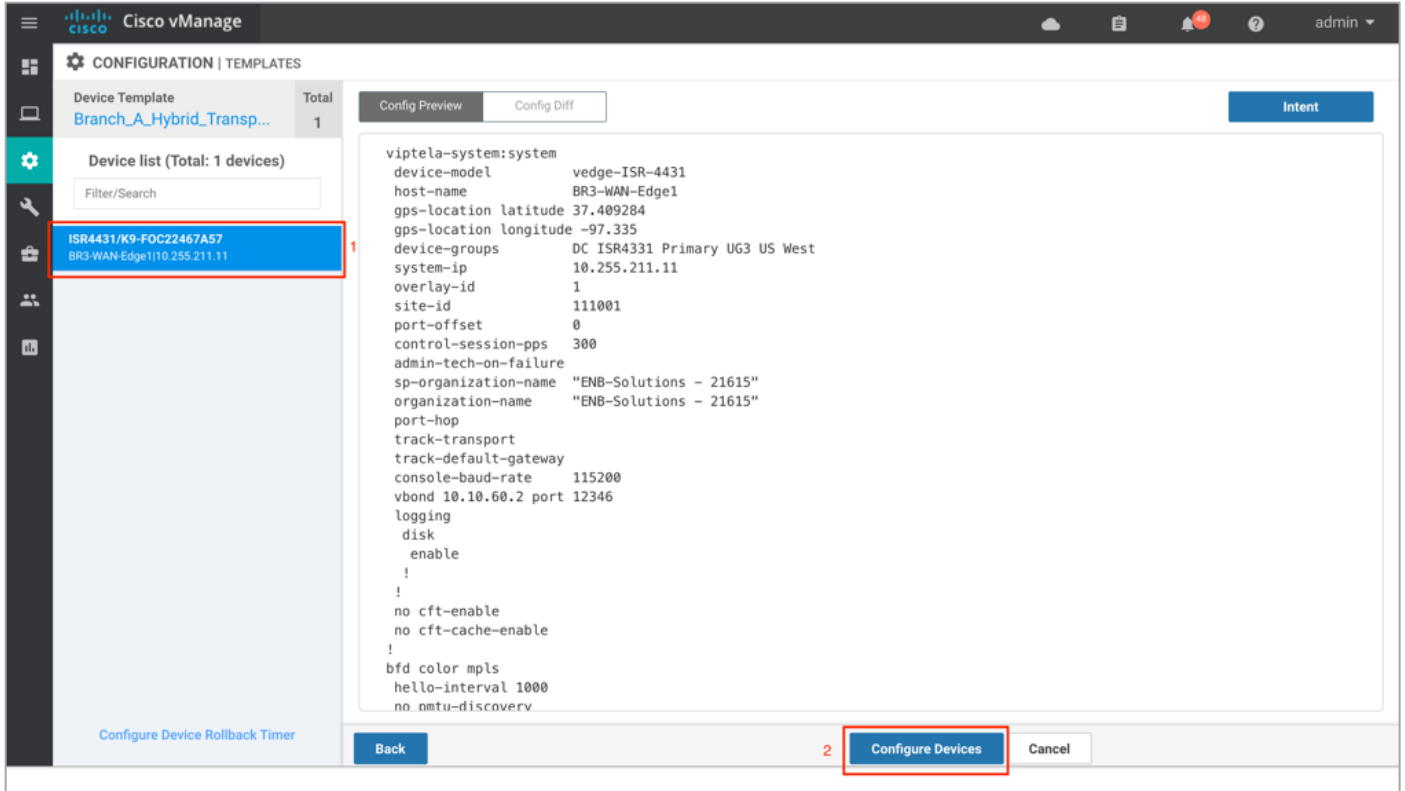 cisco Cisco vManage 48 admin
CONFIGURATION | TEMPLATES
Device Template Total
Branch_A_Hybrid_Transp... 1
Device list (Total: 1 devices)
Filter/Search
ISR4431/K9-FOC22467A57
BR3-WAN-Edge1|10.255.211.11
1
Configure Device Rollback Timer
Config Preview Config Diff Intent
viptela-system:system
device-model vedge-ISR-4431
host-name BR3-WAN-Edge1
gps-location latitude 37.409284
gps-location longitude -97.335
device-groups DC ISR4331 Primary UG3 US West
system-ip 10.255.211.11
overlay-id 1
site-id 111001
port-offset 0
control-session-pps 300
admin-tech-on-failure
sp-organization-name "ENB-Solutions - 21615"
organization-name "ENB-Solutions - 21615"
port-hop
track-transport
track-default-gateway
console-baud-rate 115200
vbond 10.10.60.2 port 12346
logging
disk
enable
!
!
no cft-enable
no cft-cache-enable
!
bfd color mpls
hello-interval 1000
no pmtu-discovery
Back 2 Configure Devices Cancel